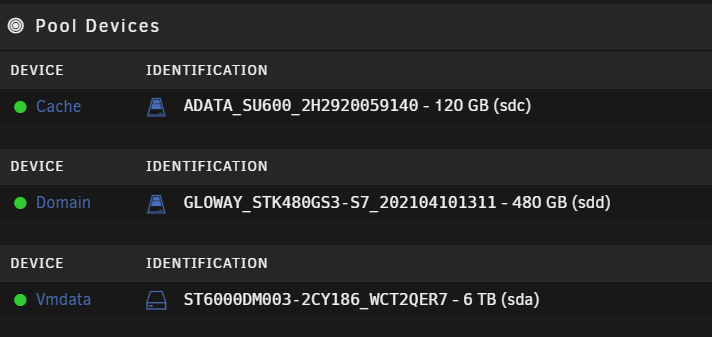 Pool Devices
DEVICE IDENTIFICATION
Cache ADATA_SU600_2H2920059140 - 120 GB (sdc)
DEVICE IDENTIFICATION
Domain GLOWAY_STK480GS3-S7_202104101311 - 480 GB (sdd)
DEVICE IDENTIFICATION
Vmdata ST6000DM003-2CY186_WCT2QER7 - 6 TB (sda)